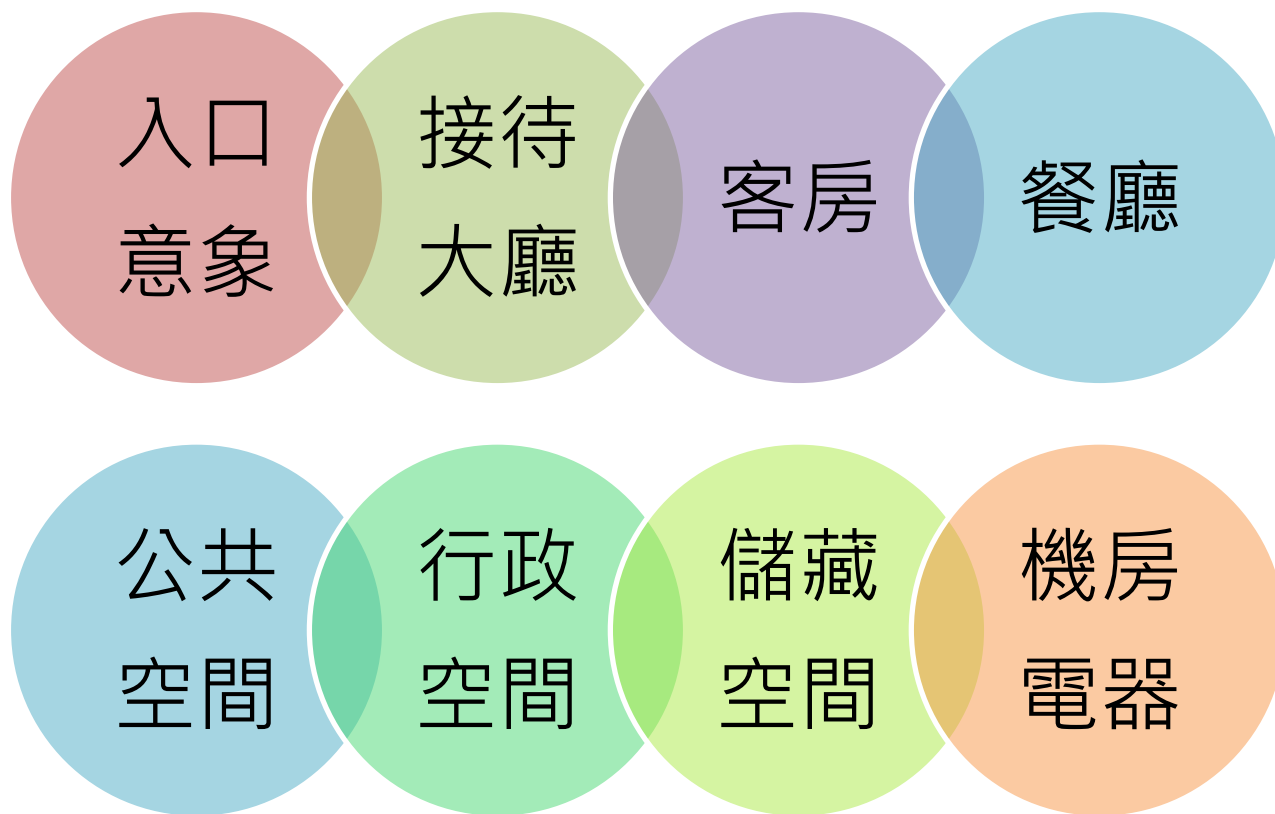 入口
意象
接待
大廳
客房
餐廳
公共
空間
行政
空間
儲藏
空間
機房
電器